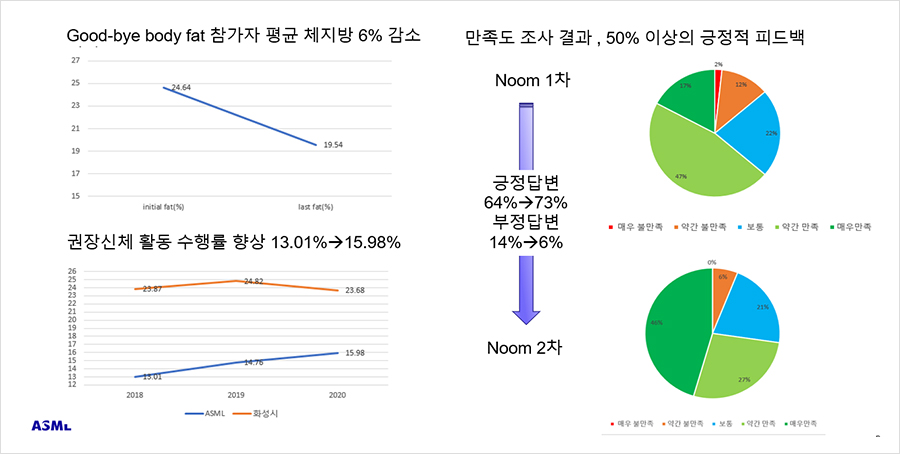 Good-bye body fat 참가자 평균 체지방 6% 감소
27
25
23
21
19
17
15
24.64
19.54
initial fat(%)
last fat(%)
권장신체 활동 수행률 향상 13.01%→15.98%
26
25
24
23
22
21
20
19
18
17
16
15
14
13
12
23.87
24.82
23.68
13.01
14.76
15.98
2018
2019
2020
ASML
화성시
ASML
만족도 조사 결과 , 50% 이상의 긍정적 피드백
Noom 1차
긍정답변
64%→73%
부정답변
14%→6%
Noom 2차
2%
12%
22%
47%
17%
매우 불만족
약간 불만족
보통
약간 만족
매우만족
0%
6%
21%
27%
46%
매우 불만족
약간 불만족
보통
약간 만족
매우만족